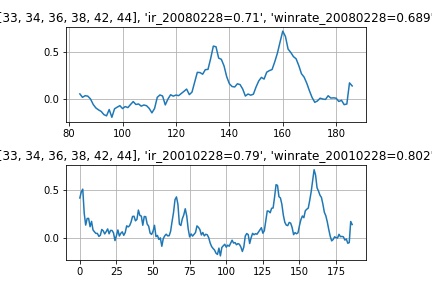 [33, 34, 36, 38, 42, 44], 'ir_20080228=0.71', 'winrate_20080228=0.689'
0.5
0.0
80 100 120 140 160 180
[33, 34, 36, 38, 42, 44], 'ir_20010228=0.79', 'winrate_20010228=0.802'
0.5
0.0
0 25 50 75 100 125 150 175